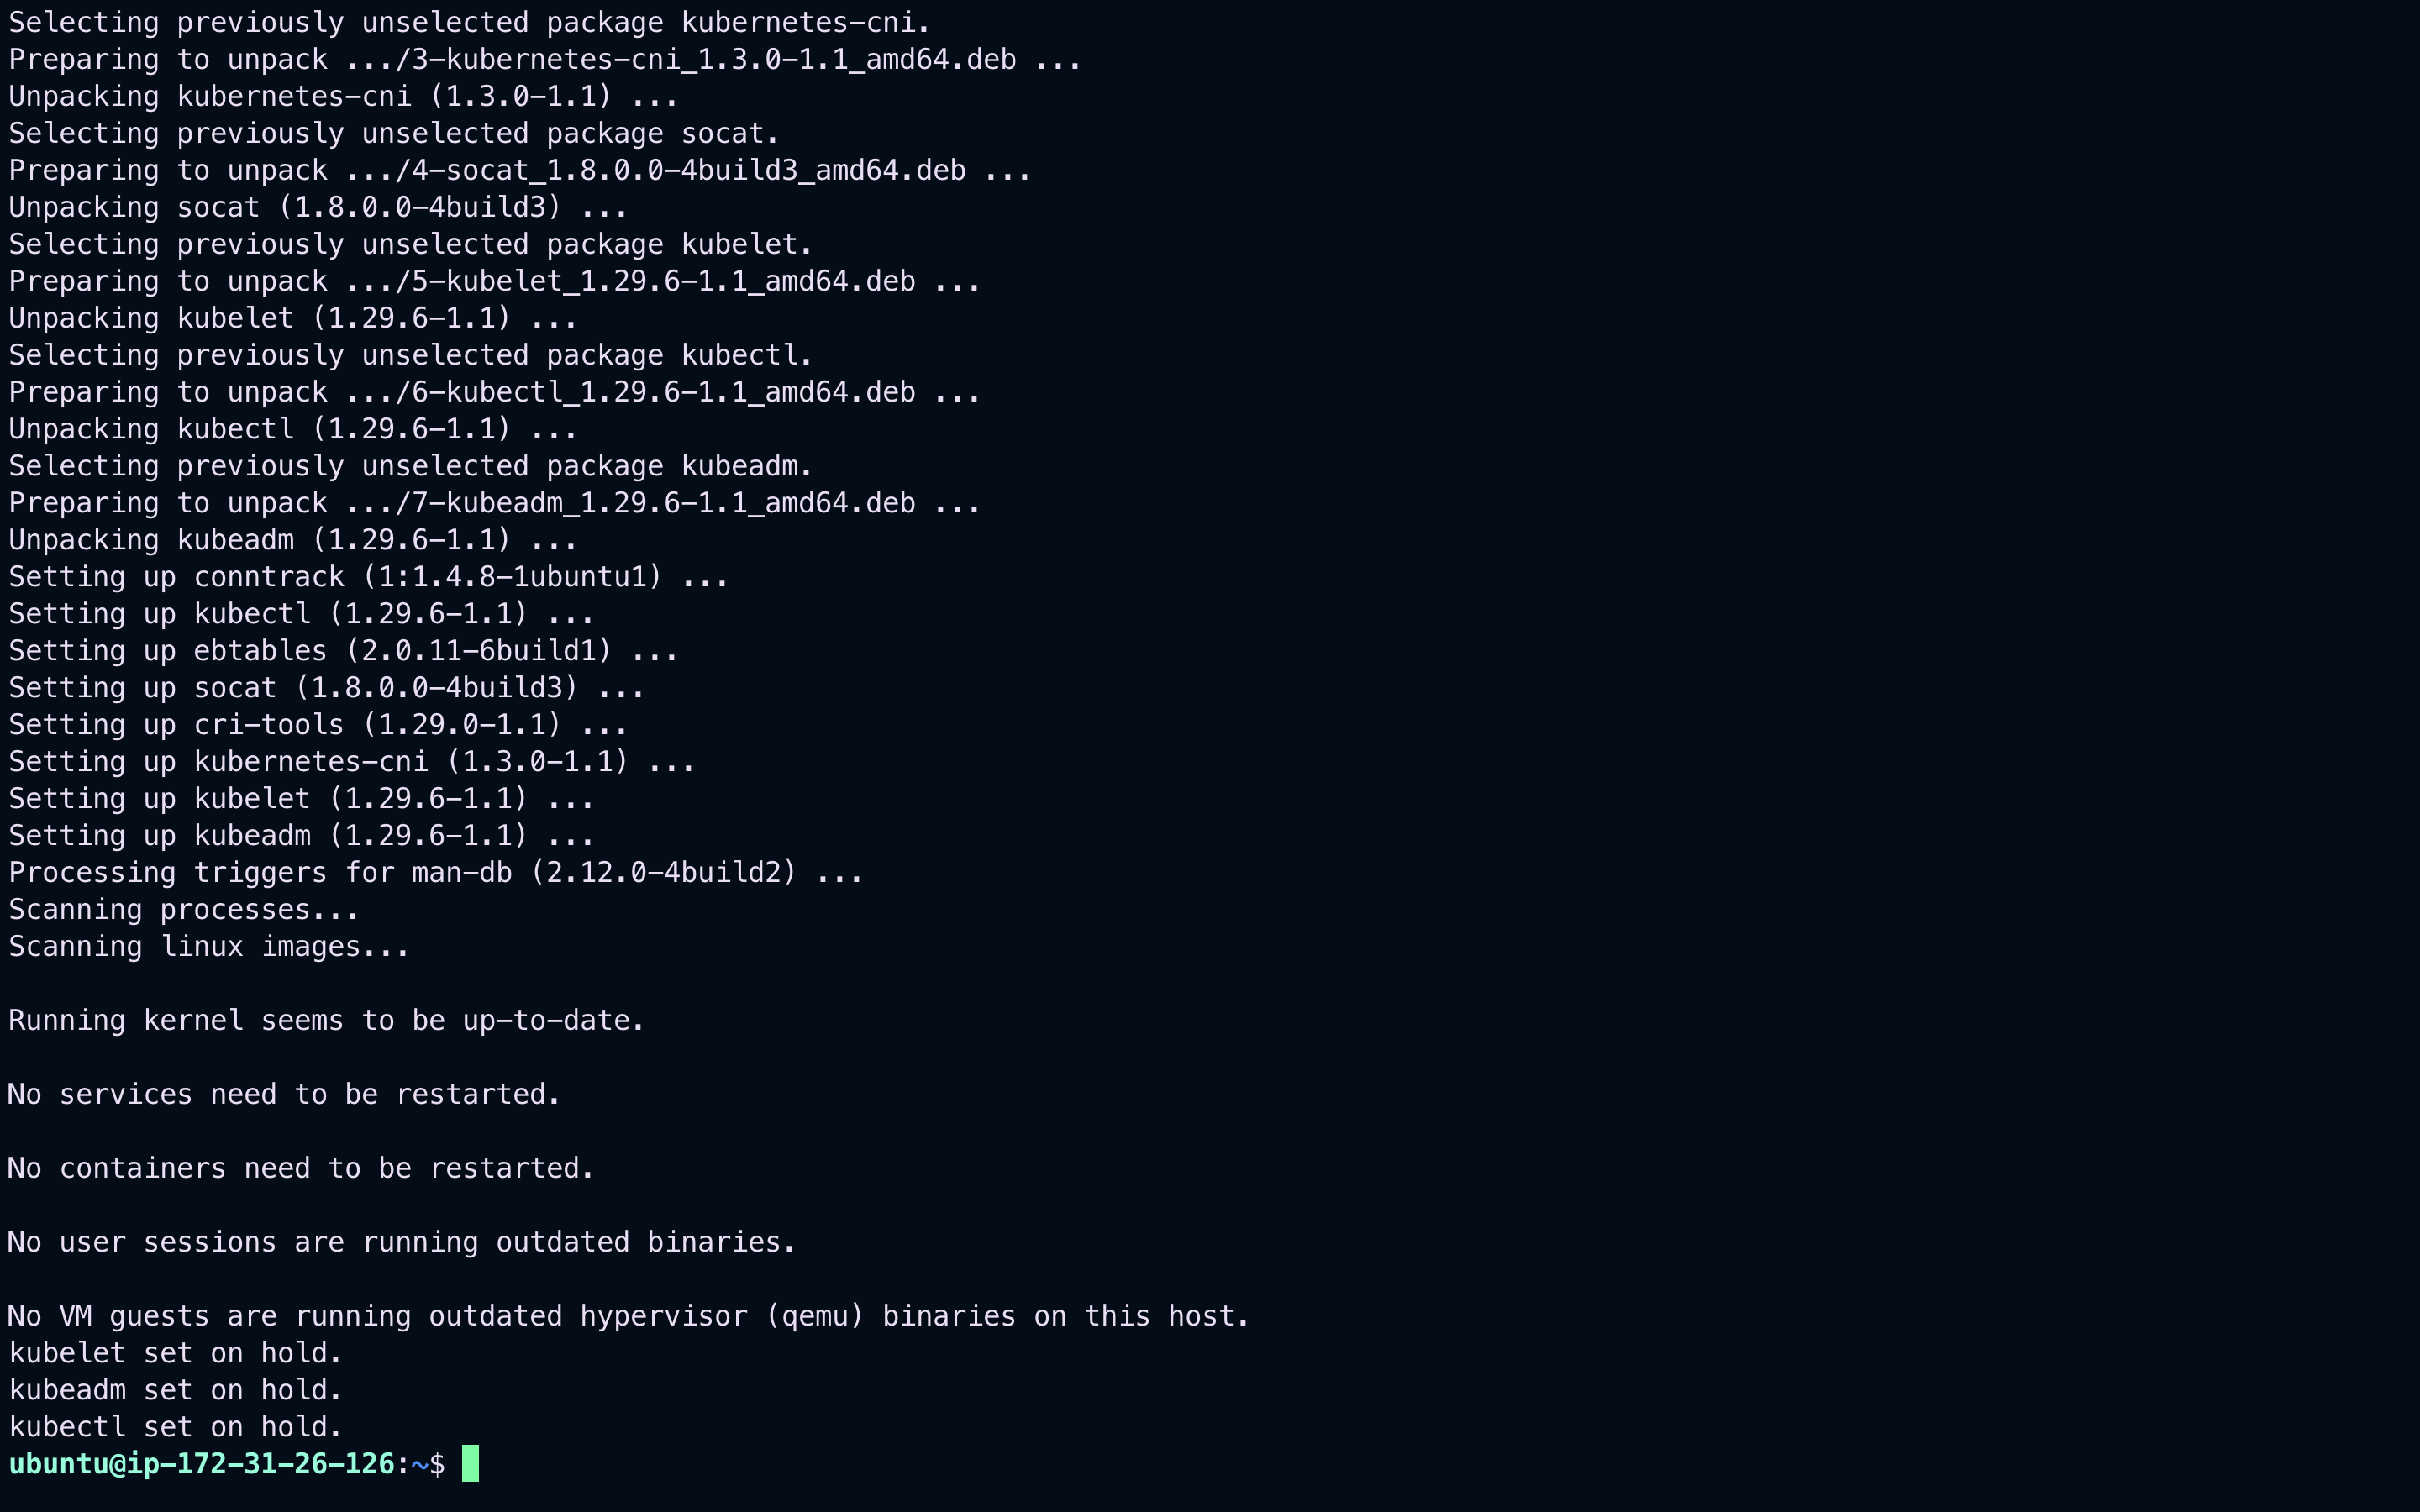 Selecting previously unselected package kubernetes-cni.
Preparing to unpack .../3-kubernetes-cni_1.3.0-1.1_amd64.deb ...
Unpacking kubernetes-cni (1.3.0-1.1) ...
Selecting previously unselected package socat.
Preparing to unpack .../4-socat_1.8.0.0-4build3_amd64.deb ...
Unpacking socat (1.8.0.0-4build3) ...
Selecting previously unselected package kubelet.
Preparing to unpack .../5-kubelet_1.29.6-1.1_amd64.deb ...
Unpacking kubelet (1.29.6-1.1) ...
Selecting previously unselected package kubectl.
Preparing to unpack .../6-kubectl_1.29.6-1.1_amd64.deb ...
Unpacking kubectl (1.29.6-1.1) ...
Selecting previously unselected package kubeadm.
Preparing to unpack .../7-kubeadm_1.29.6-1.1_amd64.deb ...
Unpacking kubeadm (1.29.6-1.1) ...
Setting up conntrack (1:1.4.8-1ubuntu1) ...
Setting up kubectl (1.29.6-1.1) ...
Setting up ebtables (2.0.11-6build1) ...
Setting up socat (1.8.0.0-4build3) ...
Setting up cri-tools (1.29.0-1.1) ...
Setting up kubernetes-cni (1.3.0-1.1) ...
Setting up kubelet (1.29.6-1.1) ...
Setting up kubeadm (1.29.6-1.1) ...
Processing triggers for man-db (2.12.0-4build2) ...
Scanning processes...
Scanning linux images...
Running kernel seems to be up-to-date.
No services need to be restarted.
No containers need to be restarted.
No user sessions are running outdated binaries.
No VM guests are running outdated hypervisor (qemu) binaries on this host.
kubelet set on hold.
kubeadm set on hold.
kubectl set on hold.
ubuntu@ip-172-31-26-126:~$